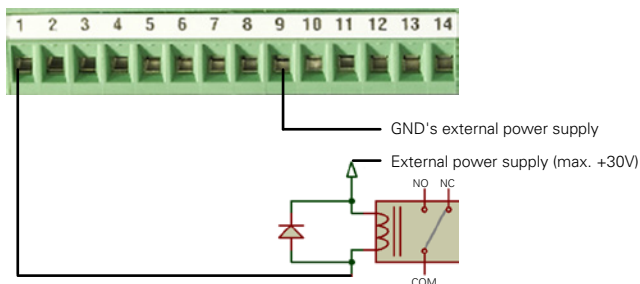 1 2 3 4 5 6 7 8 9 10 11 12 13 14
GND's external power supply
External power supply (max. +30V)
NO NC
COM